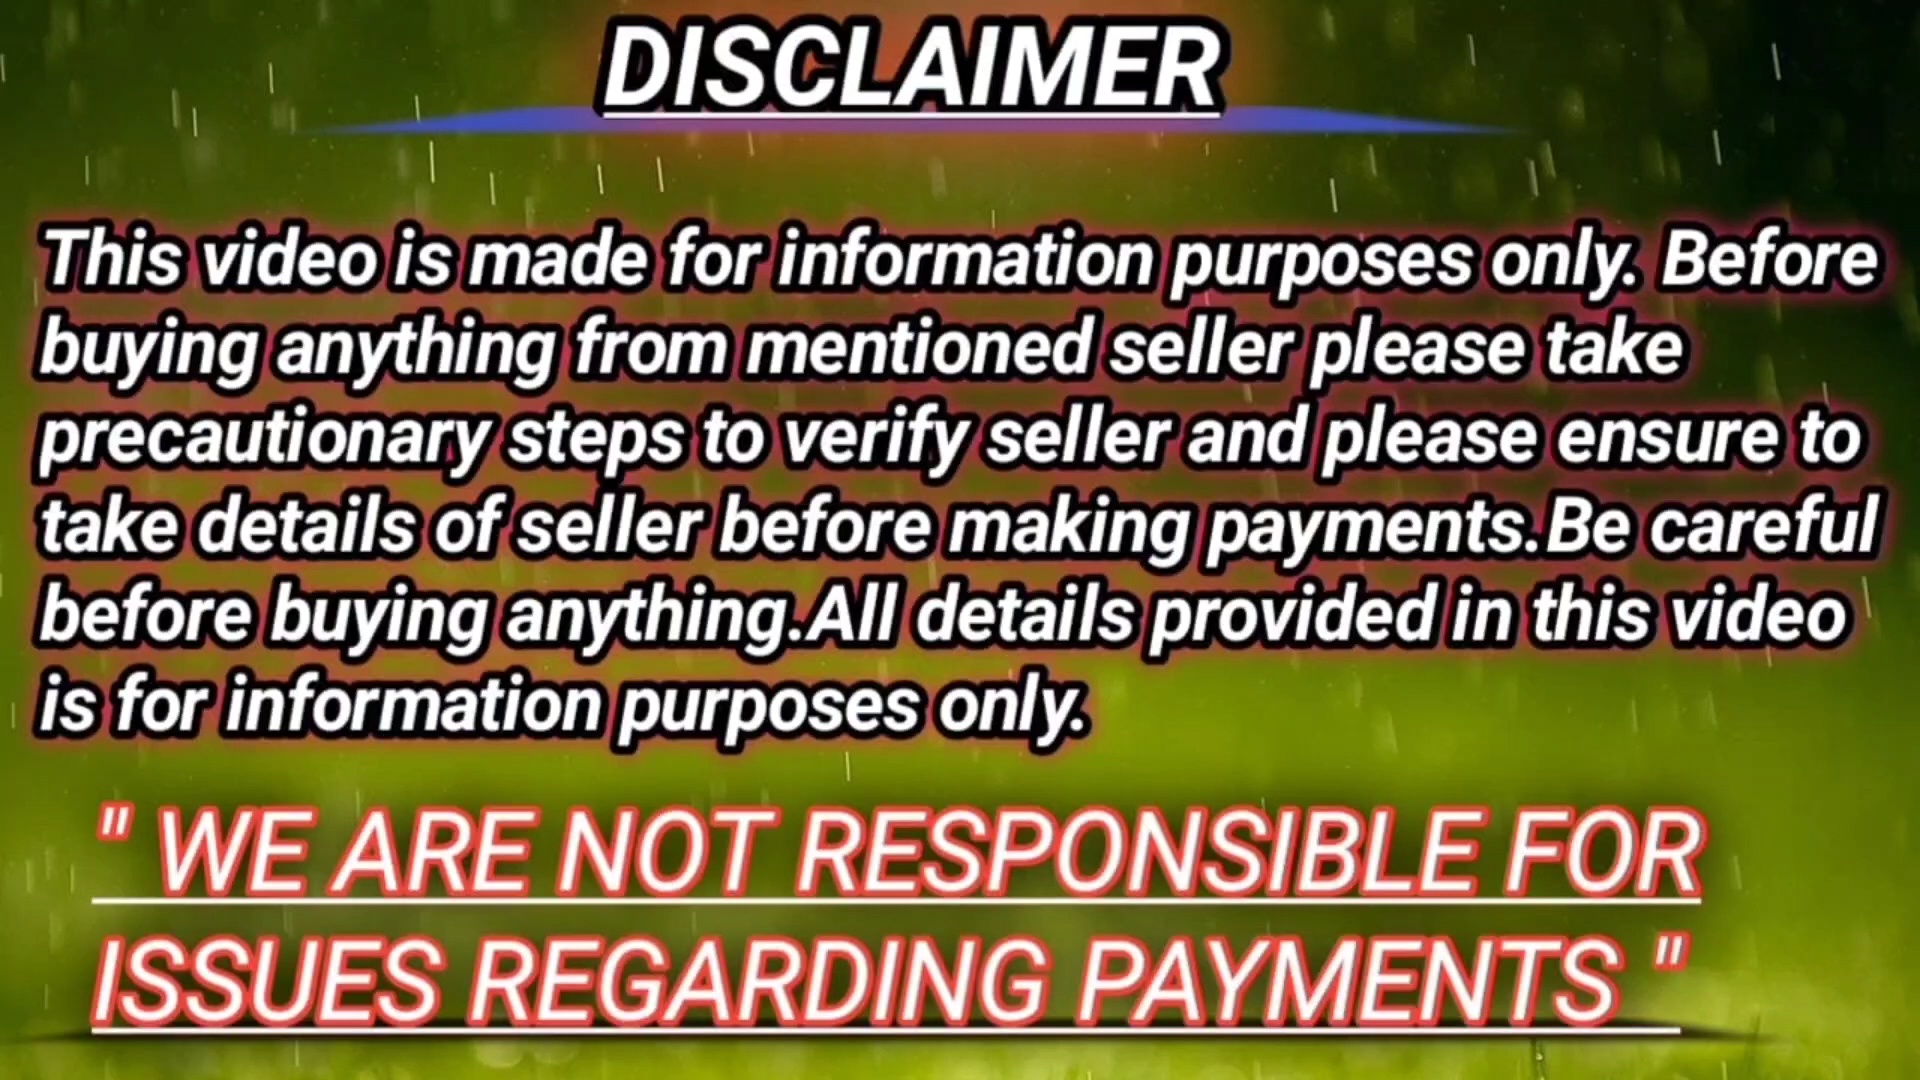 DISCLAIMER
This video is made for information purposes only. Before
buying anything from mentioned seller please take
precautionary steps to verify seller and please ensure to
take details of seller before making payments.Be careful
before buying anything.All details provided in this video
is for information purposes only.
" WE ARE NOT RESPONSIBLE FOR
ISSUES REGARDING PAYMENTS "